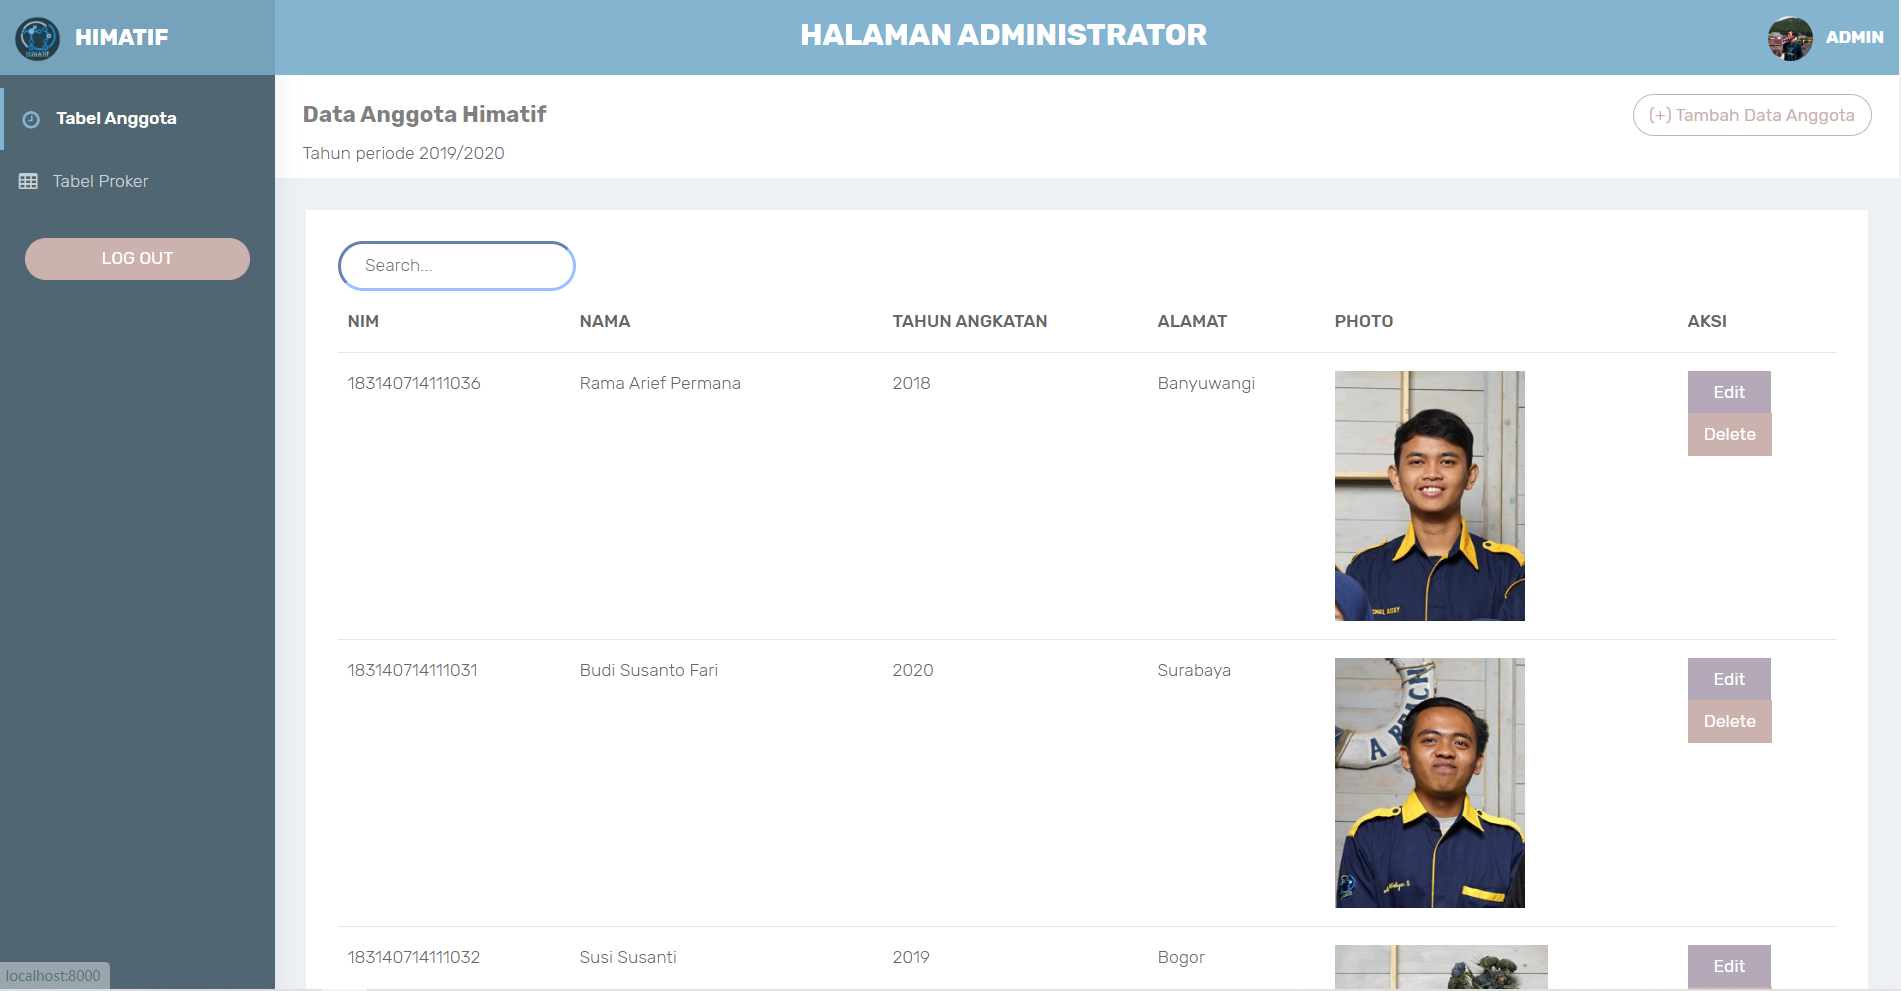 HIMATIF
HALAMAN ADMINISTRATOR
ADMIN
Tabel Anggota
Tabel Proker
LOG OUT
Data Anggota Himatif
Tahun periode 2019/2020
(+) Tambah Data Anggota
Search...
NIM NAMA TAHUN ANGKATAN ALAMAT PHOTO AKSI
183140714111036 Rama Arief Permana 2018 Banyuwangi Edit
Delete
183140714111031 Budi Susanto Fari 2020 Surabaya Edit
Delete
183140714111032 Susi Susanti 2019 Bogor Edit
localhost:8000